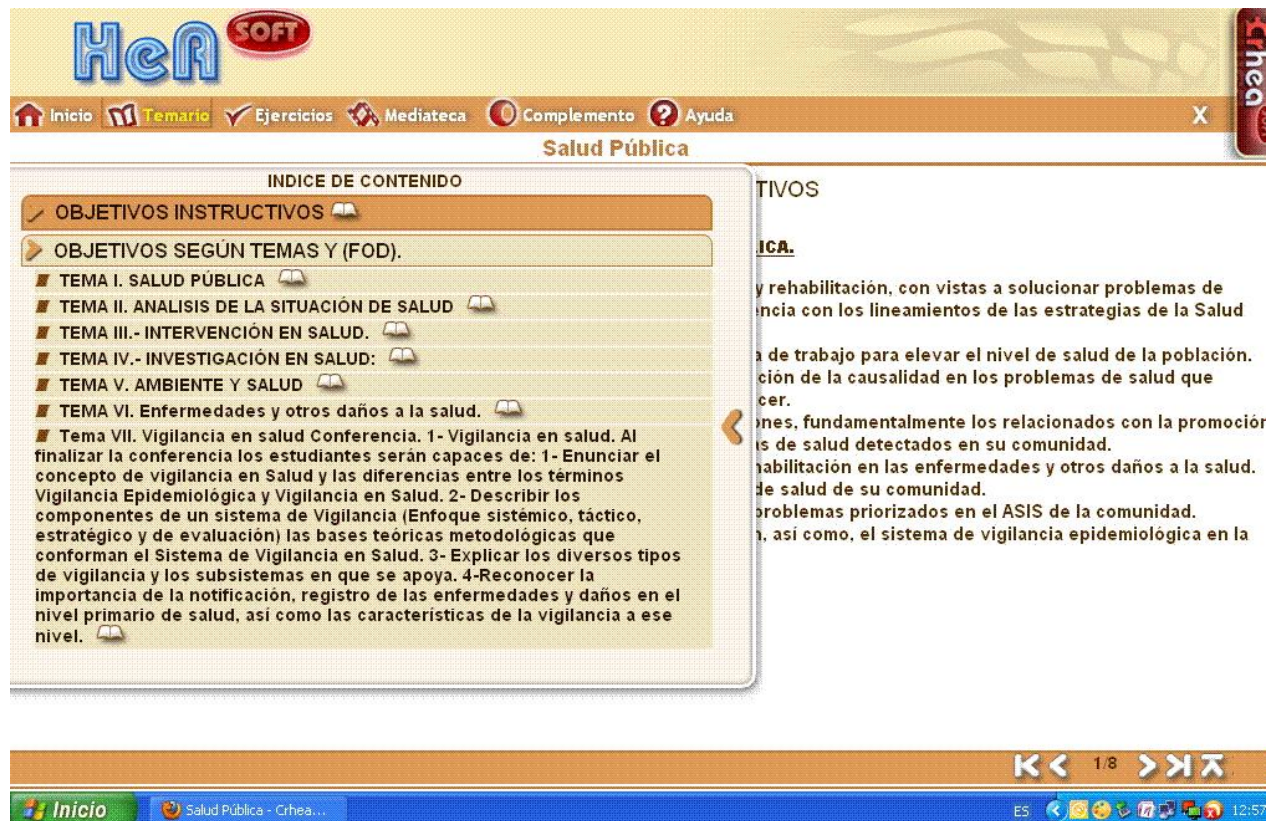 HeA SOFT
crhea
Inicio Temario Ejercicios Mediateca Complemento Ayuda X
Salud Pública
INDICE DE CONTENIDO
OBJETIVOS INSTRUCTIVOS
OBJETIVOS SEGÚN TEMAS Y (FOD).
TEMA I. SALUD PÚBLICA
TEMA II. ANALISIS DE LA SITUACIÓN DE SALUD
TEMA III.- INTERVENCIÓN EN SALUD.
TEMA IV.- INVESTIGACIÓN EN SALUD:
TEMA V. AMBIENTE Y SALUD
TEMA VI. Enfermedades y otros daños a la salud.
Tema VII. Vigilancia en salud Conferencia. 1- Vigilancia en salud. Al
finalizar la conferencia los estudiantes serán capaces de: 1- Enunciar el
concepto de vigilancia en Salud y las diferencias entre los términos
Vigilancia Epidemiológica y Vigilancia en Salud. 2- Describir los
componentes de un sistema de Vigilancia (Enfoque sistémico, táctico,
estratégico y de evaluación) las bases teóricas metodológicas que
conforman el Sistema de Vigilancia en Salud. 3- Explicar los diversos tipos
de vigilancia y los subsistemas en que se apoya. 4-Reconocer la
importancia de la notificación, registro de las enfermedades y daños en el
nivel primario de salud, así como las características de la vigilancia a ese
nivel.
TIVOS
ICA.
y rehabilitación, con vistas a solucionar problemas de
encia con los lineamientos de las estrategias de la Salud
a de trabajo para elevar el nivel de salud de la población.
ción de la causalidad en los problemas de salud que
cer.
ones, fundamentalmente los relacionados con la promoción
s de salud detectados en su comunidad.
habilitación en las enfermedades y otros daños a la salud.
de salud de su comunidad.
problemas priorizados en el ASIS de la comunidad.
n, así como, el sistema de vigilancia epidemiológica en la
1/8
Inicio Salud Pública - Crhea... ES 12:57